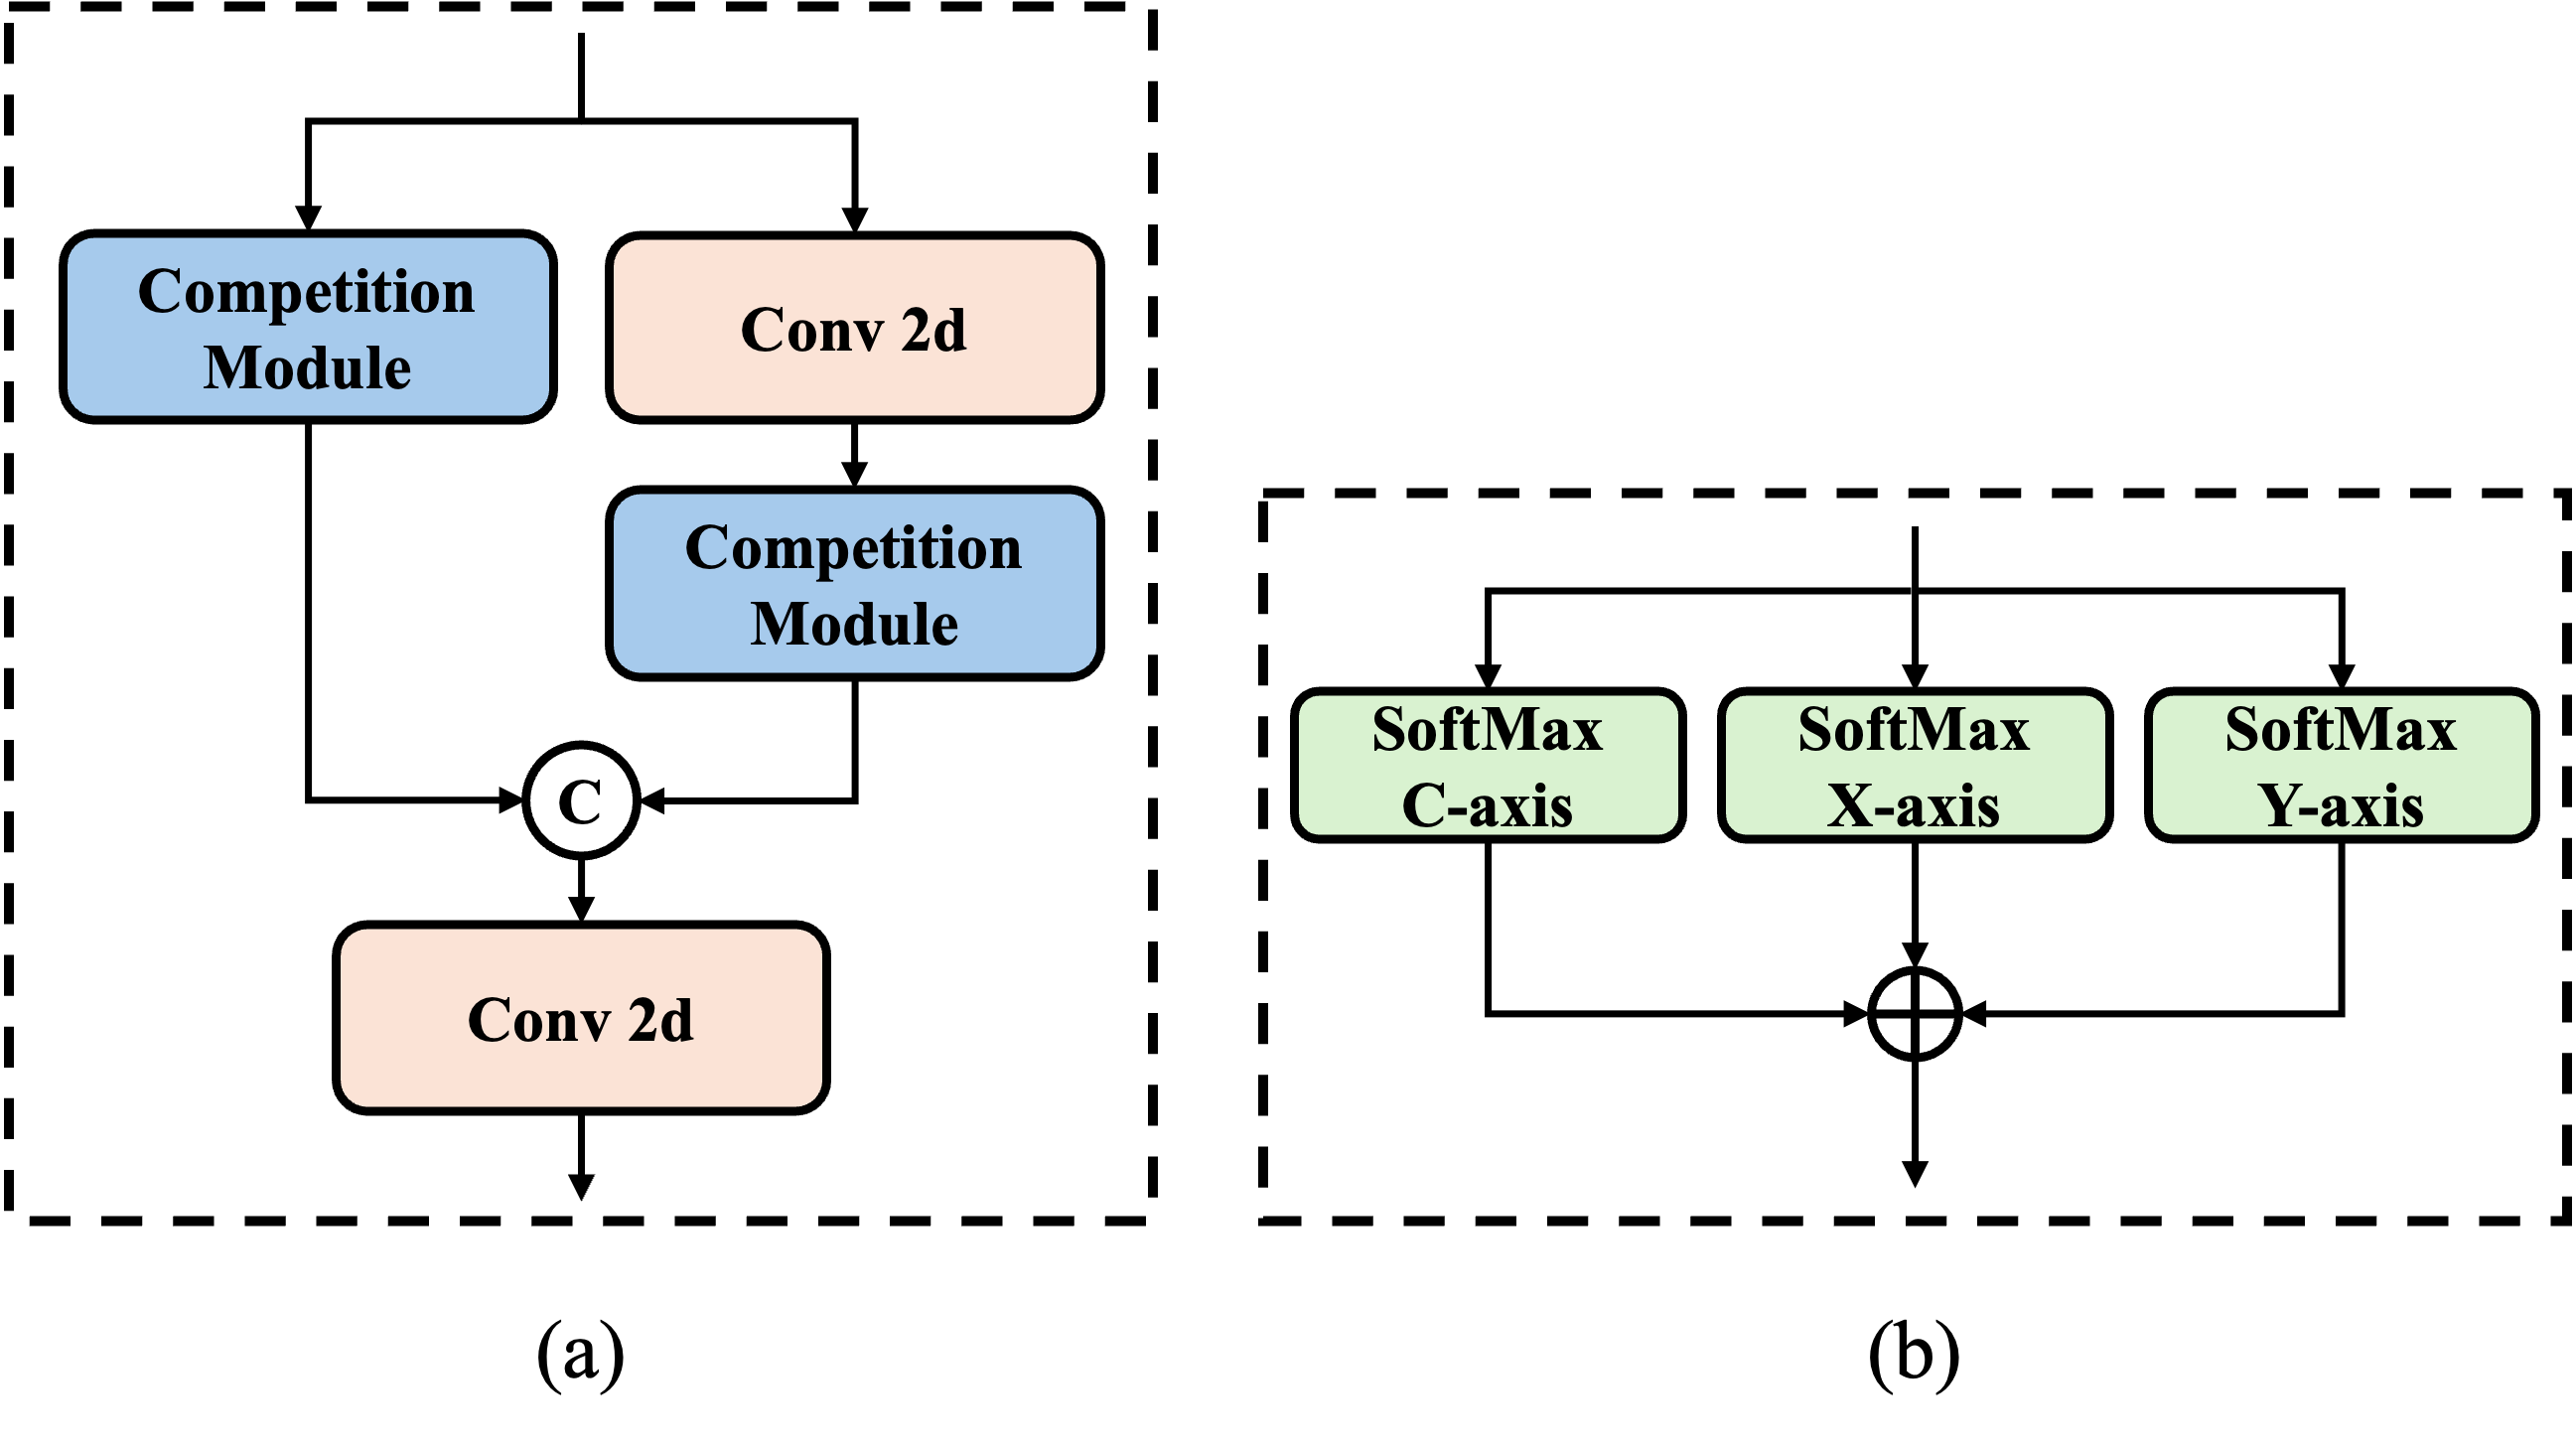 Competition
Module
Conv 2d
Competition
Module
C
Conv 2d
(a)
SoftMax
C-axis
SoftMax
X-axis
SoftMax
Y-axis
(b)